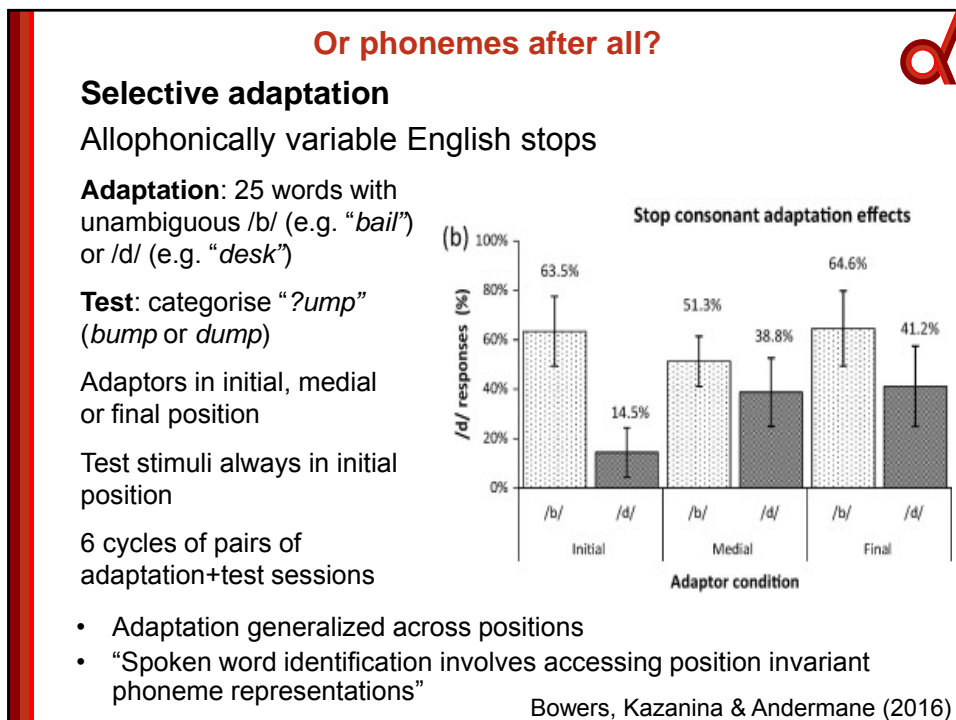 Or phonemes after all?
Selective adaptation
Allophonically variable English stops
Adaptation: 25 words with
unambiguous /b/ (e.g. “bail”)
or /d/ (e.g. “desk”)
Test: categorise “?ump”
(bump or dump)
Adaptors in initial, medial
or final position
Test stimuli always in initial
position
6 cycles of pairs of
adaptation+test sessions
Stop consonant adaptation effects
(b)
100%
80%
60%
40%
20%
0%
/d/ responses (%)
63.5%
14.5%
51.3%
38.8%
64.6%
41.2%
/b/ /d/ /b/ /d/ /b/ /d/
Initial Medial Final
Adaptor condition
• Adaptation generalized across positions
• “Spoken word identification involves accessing position invariant
phoneme representations”
Bowers, Kazanina & Andermane (2016)